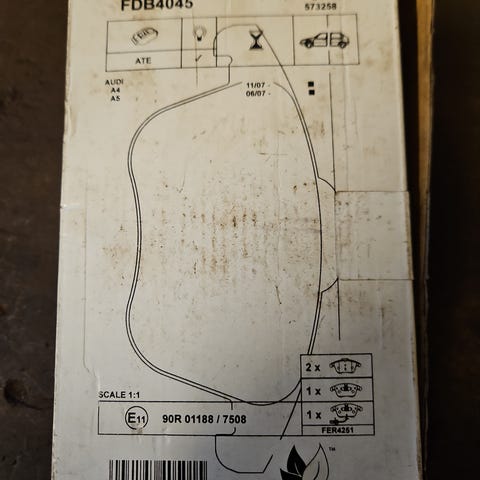 FDB4045
573258
ATE
✓
AUDI
A4 11/07 -
A5 06/07 -
SCALE 1:1
2 x
1 x
1 x
E11 90R 01188 / 7508
FER4251
™